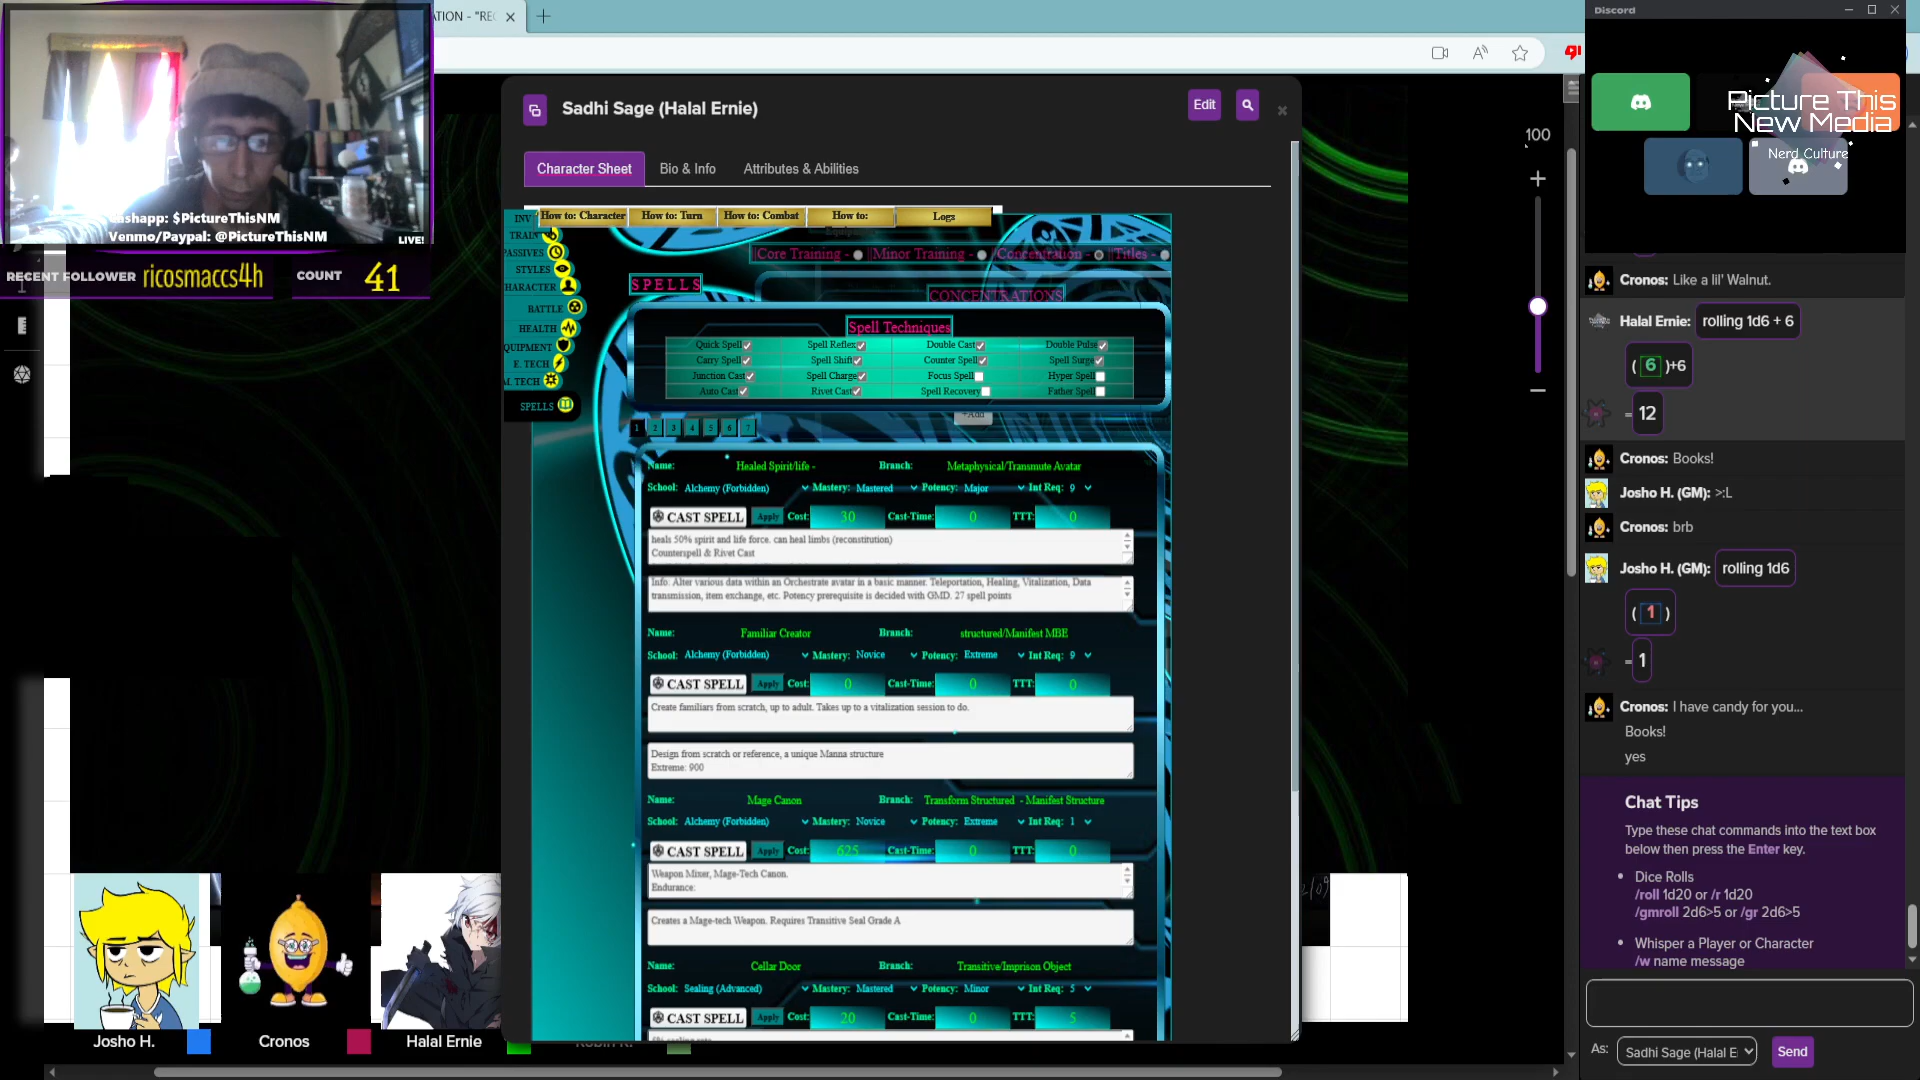 TION - "REC
Discord
Picture This
New Media
Nerd Culture
Cashapp: $PictureThisNM
Venmo/Paypal: @PictureThisNM
LIVE!
RECENT FOLLOWER ricosmaccs4h COUNT 41
100
Sadhi Sage (Halal Ernie)
Edit
Character Sheet Bio & Info Attributes & Abilities
How to: Character How to: Turn How to: Combat How to: Logs
INV
TRAIN
PASSIVES
STYLES
CHARACTER
BATTLE
HEALTH
EQUIPMENT
E. TECH
M. TECH
SPELLS
||Core Training - ||Minor Training - ||Concentration - ||Titles -
SPELLS
CONCENTRATIONS
Spell Techniques
Quick Spell Spell Reflex Double Cast Double Pulse
Carry Spell Spell Shift Counter Spell Spell Surge
Junction Cast Spell Charge Focus Spell Hyper Spell
Auto Cast Rivet Cast Spell Recovery Father Spell
+Add
1 2 3 4 5 6 7
Name: Healed Spirit/life - Branch: Metaphysical/Transmute Avatar
School: Alchemy (Forbidden) Mastery: Mastered Potency: Major Int Req: 9
CAST SPELL Apply Cost: 30 Cast-Time: 0 TTT: 0
heals 50% spirit and life force. can heal limbs (reconstitution)
Counterspell & Rivet Cast
Info: Alter various data within an Orchestrate avatar in a basic manner. Teleportation, Healing, Vitalization, Data
transmission, item exchange, etc. Potency prerequisite is decided with GMD. 27 spell points
Name: Familiar Creator Branch: structured/Manifest MBE
School: Alchemy (Forbidden) Mastery: Novice Potency: Extreme Int Req: 9
CAST SPELL Apply Cost: 0 Cast-Time: 0 TTT: 0
Create familiars from scratch, up to adult. Takes up to a vitalization session to do.
Design from scratch or reference, a unique Manna structure
Extreme: 900
Name: Mage Canon Branch: Transform Structured - Manifest Structure
School: Alchemy (Forbidden) Mastery: Novice Potency: Extreme Int Req: 1
CAST SPELL Apply Cost: 625 Cast-Time: 0 TTT: 0
Weapon Mixer, Mage-Tech Canon.
Endurance:
Creates a Mage-tech Weapon. Requires Transitive Seal Grade A
Name: Cellar Door Branch: Transitive/Imprison Object
School: Sealing (Advanced) Mastery: Mastered Potency: Minor Int Req: 5
CAST SPELL Apply Cost: 20 Cast-Time: 0 TTT: 5
Josho H. Cronos Halal Ernie
Cronos: Like a lil' Walnut.
Halal Ernie: rolling 1d6 + 6
( 6 )+6
= 12
Cronos: Books!
Josho H. (GM): >:L
Cronos: brb
Josho H. (GM): rolling 1d6
( 1 )
= 1
Cronos: I have candy for you...
Books!
yes
Chat Tips
Type these chat commands into the text box
below then press the Enter key.
• Dice Rolls
/roll 1d20 or /r 1d20
/gmroll 2d6>5 or /gr 2d6>5
• Whisper a Player or Character
/w name message
As: Sadhi Sage (Halal E Send